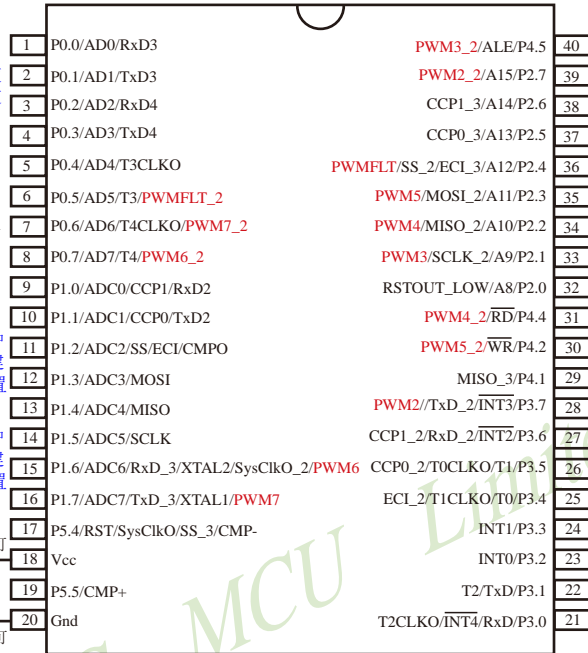 1 P0.0/AD0/RxD3 PWM3_2/ALE/P4.5 40
2 P0.1/AD1/TxD3 PWM2_2/A15/P2.7 39
3 P0.2/AD2/RxD4 CCP1_3/A14/P2.6 38
4 P0.3/AD3/TxD4 CCP0_3/A13/P2.5 37
5 P0.4/AD4/T3CLKO PWMFLT/SS_2/ECI_3/A12/P2.4 36
6 P0.5/AD5/T3/PWMFLT_2 PWM5/MOSI_2/A11/P2.3 35
7 P0.6/AD6/T4CLKO/PWM7_2 PWM4/MISO_2/A10/P2.2 34
8 P0.7/AD7/T4/PWM6_2 PWM3/SCLK_2/A9/P2.1 33
9 P1.0/ADC0/CCP1/RxD2 RSTOUT_LOW/A8/P2.0 32
10 P1.1/ADC1/CCP0/TxD2 PWM4_2/RD/P4.4 31
11 P1.2/ADC2/SS/ECI/CMPO PWM5_2/WR/P4.2 30
12 P1.3/ADC3/MOSI MISO_3/P4.1 29
13 P1.4/ADC4/MISO PWM2//TxD_2/INT3/P3.7 28
14 P1.5/ADC5/SCLK CCP1_2/RxD_2/INT2/P3.6 27
15 P1.6/ADC6/RxD_3/XTAL2/SysClkO_2/PWM6 CCP0_2/T0CLKO/T1/P3.5 26
16 P1.7/ADC7/TxD_3/XTAL1/PWM7 ECI_2/T1CLKO/T0/P3.4 25
17 P5.4/RST/SysClkO/SS_3/CMP- INT1/P3.3 24
18 Vcc INT0/P3.2 23
19 P5.5/CMP+ T2/TxD/P3.1 22
20 Gnd T2CLKO/INT4/RxD/P3.0 21
MCU